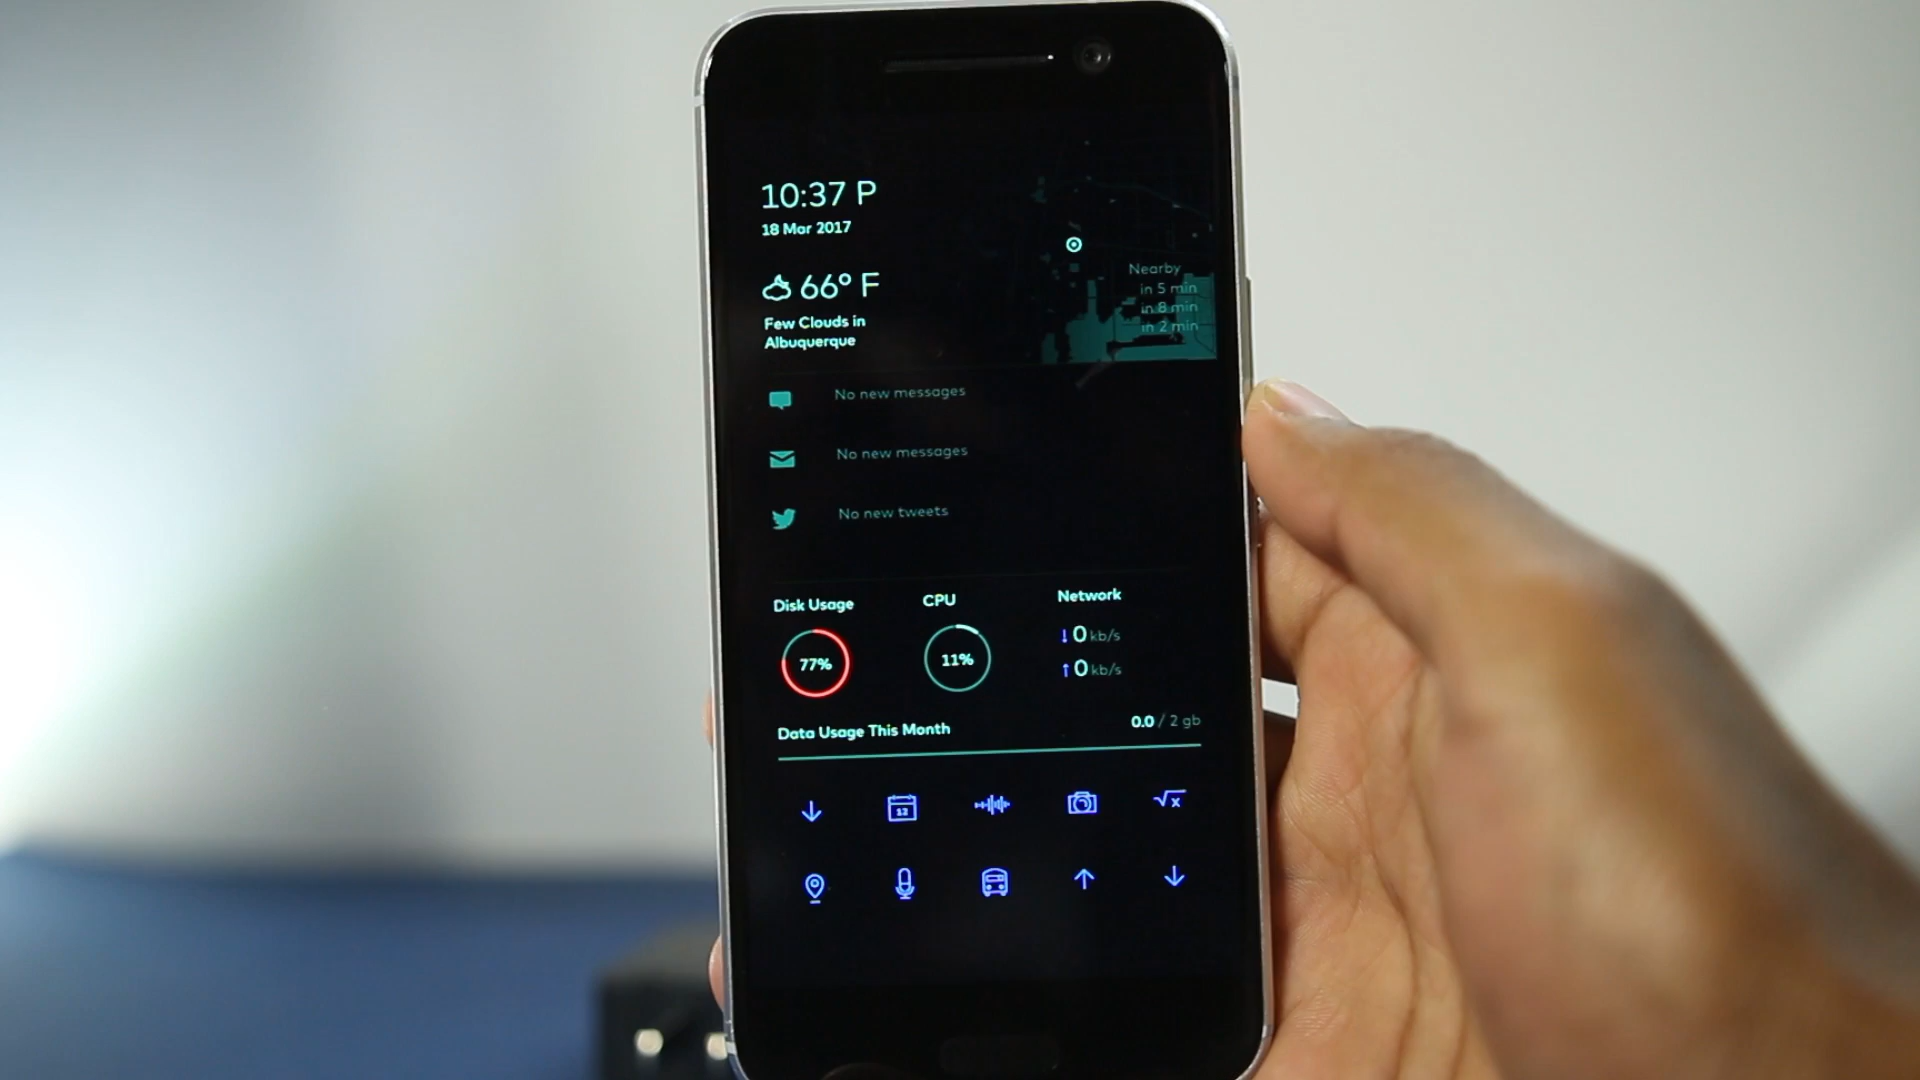 10:37 P
18 Mar 2017
66° F
Few Clouds in
Albuquerque
Nearby
in 5 min
in 8 min
in 2 min
No new messages
No new messages
No new tweets
Disk Usage
77%
CPU
11%
Network
↓0 kb/s
↑0 kb/s
Data Usage This Month
0.0 / 2 gb
12
√x